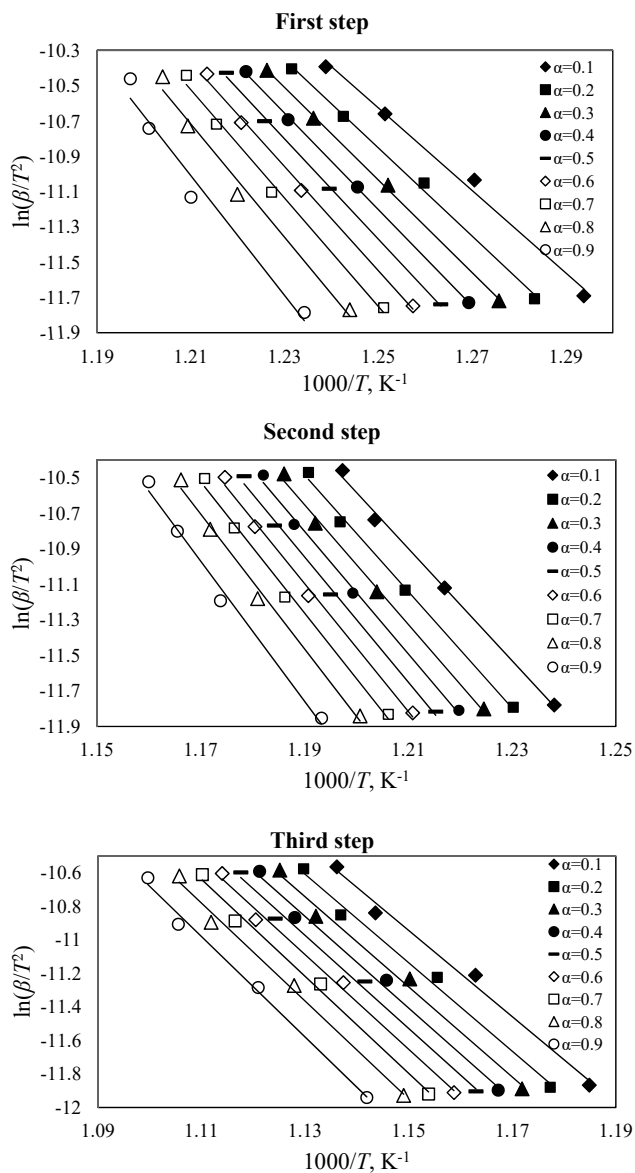 First step
-10.3
-10.5
-10.7
-10.9
-11.1
-11.3
-11.5
-11.7
-11.9
ln(β/T²)
1.19 1.21 1.23 1.25 1.27 1.29
1000/T, K⁻¹
α=0.1
α=0.2
α=0.3
α=0.4
α=0.5
α=0.6
α=0.7
α=0.8
α=0.9
Second step
-10.5
-10.7
-10.9
-11.1
-11.3
-11.5
-11.7
-11.9
ln(β/T²)
1.15 1.17 1.19 1.21 1.23 1.25
1000/T, K⁻¹
α=0.1
α=0.2
α=0.3
α=0.4
α=0.5
α=0.6
α=0.7
α=0.8
α=0.9
Third step
-10.6
-10.8
-11
-11.2
-11.4
-11.6
-11.8
-12
ln(β/T²)
1.09 1.11 1.13 1.15 1.17 1.19
1000/T, K⁻¹
α=0.1
α=0.2
α=0.3
α=0.4
α=0.5
α=0.6
α=0.7
α=0.8
α=0.9